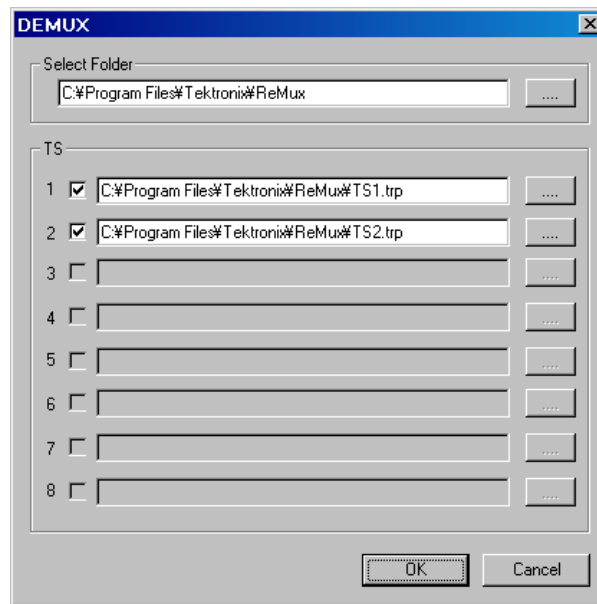 DEMUX
Select Folder
C:¥Program Files¥Tektronix¥ReMux ....
TS
1 C:¥Program Files¥Tektronix¥ReMux¥TS1.trp ....
2 C:¥Program Files¥Tektronix¥ReMux¥TS2.trp ....
3 ....
4 ....
5 ....
6 ....
7 ....
8 ....
OK Cancel